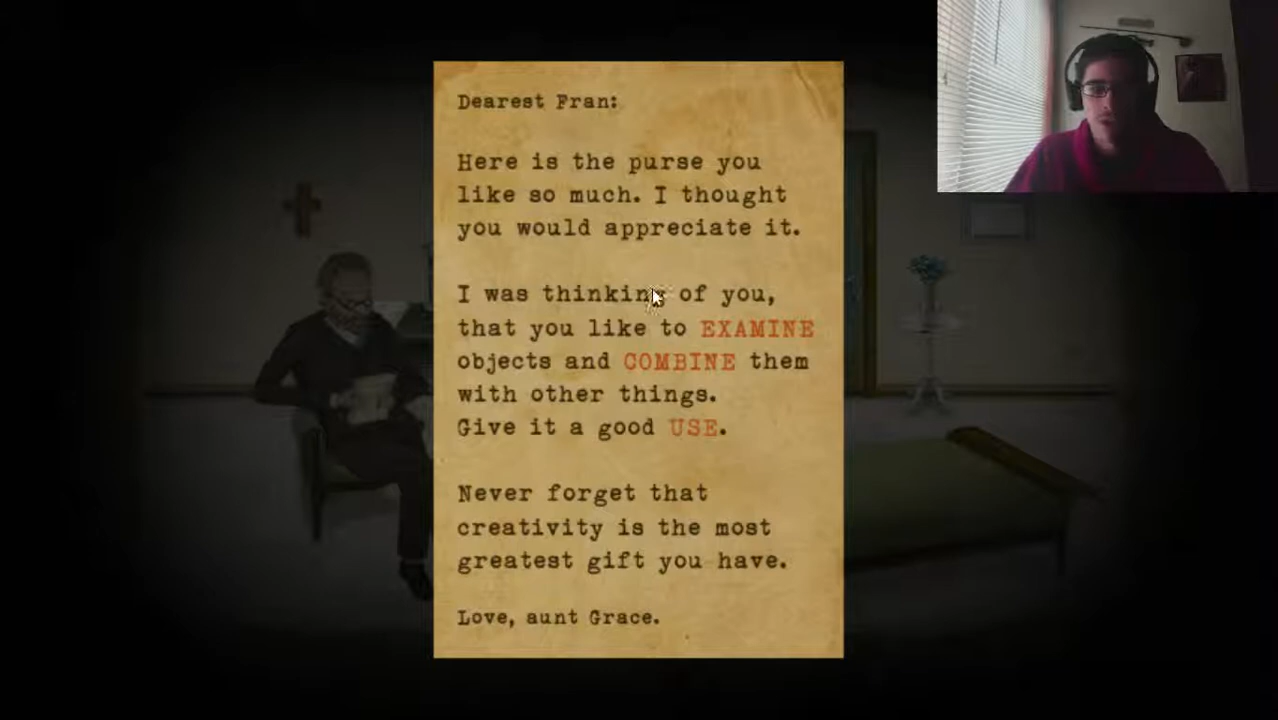 Dearest Fran:
Here is the purse you
like so much. I thought
you would appreciate it.
I was thinking of you,
that you like to EXAMINE
objects and COMBINE them
with other things.
Give it a good USE.
Never forget that
creativity is the most
greatest gift you have.
Love, aunt Grace.